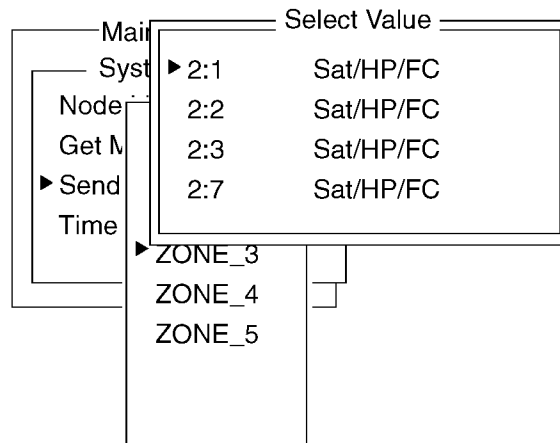 Select Value
Main
Syst
2:1 Sat/HP/FC
Node
2:2 Sat/HP/FC
Get
2:3 Sat/HP/FC
Send
2:7 Sat/HP/FC
Time
ZONE_3
ZONE_4
ZONE_5